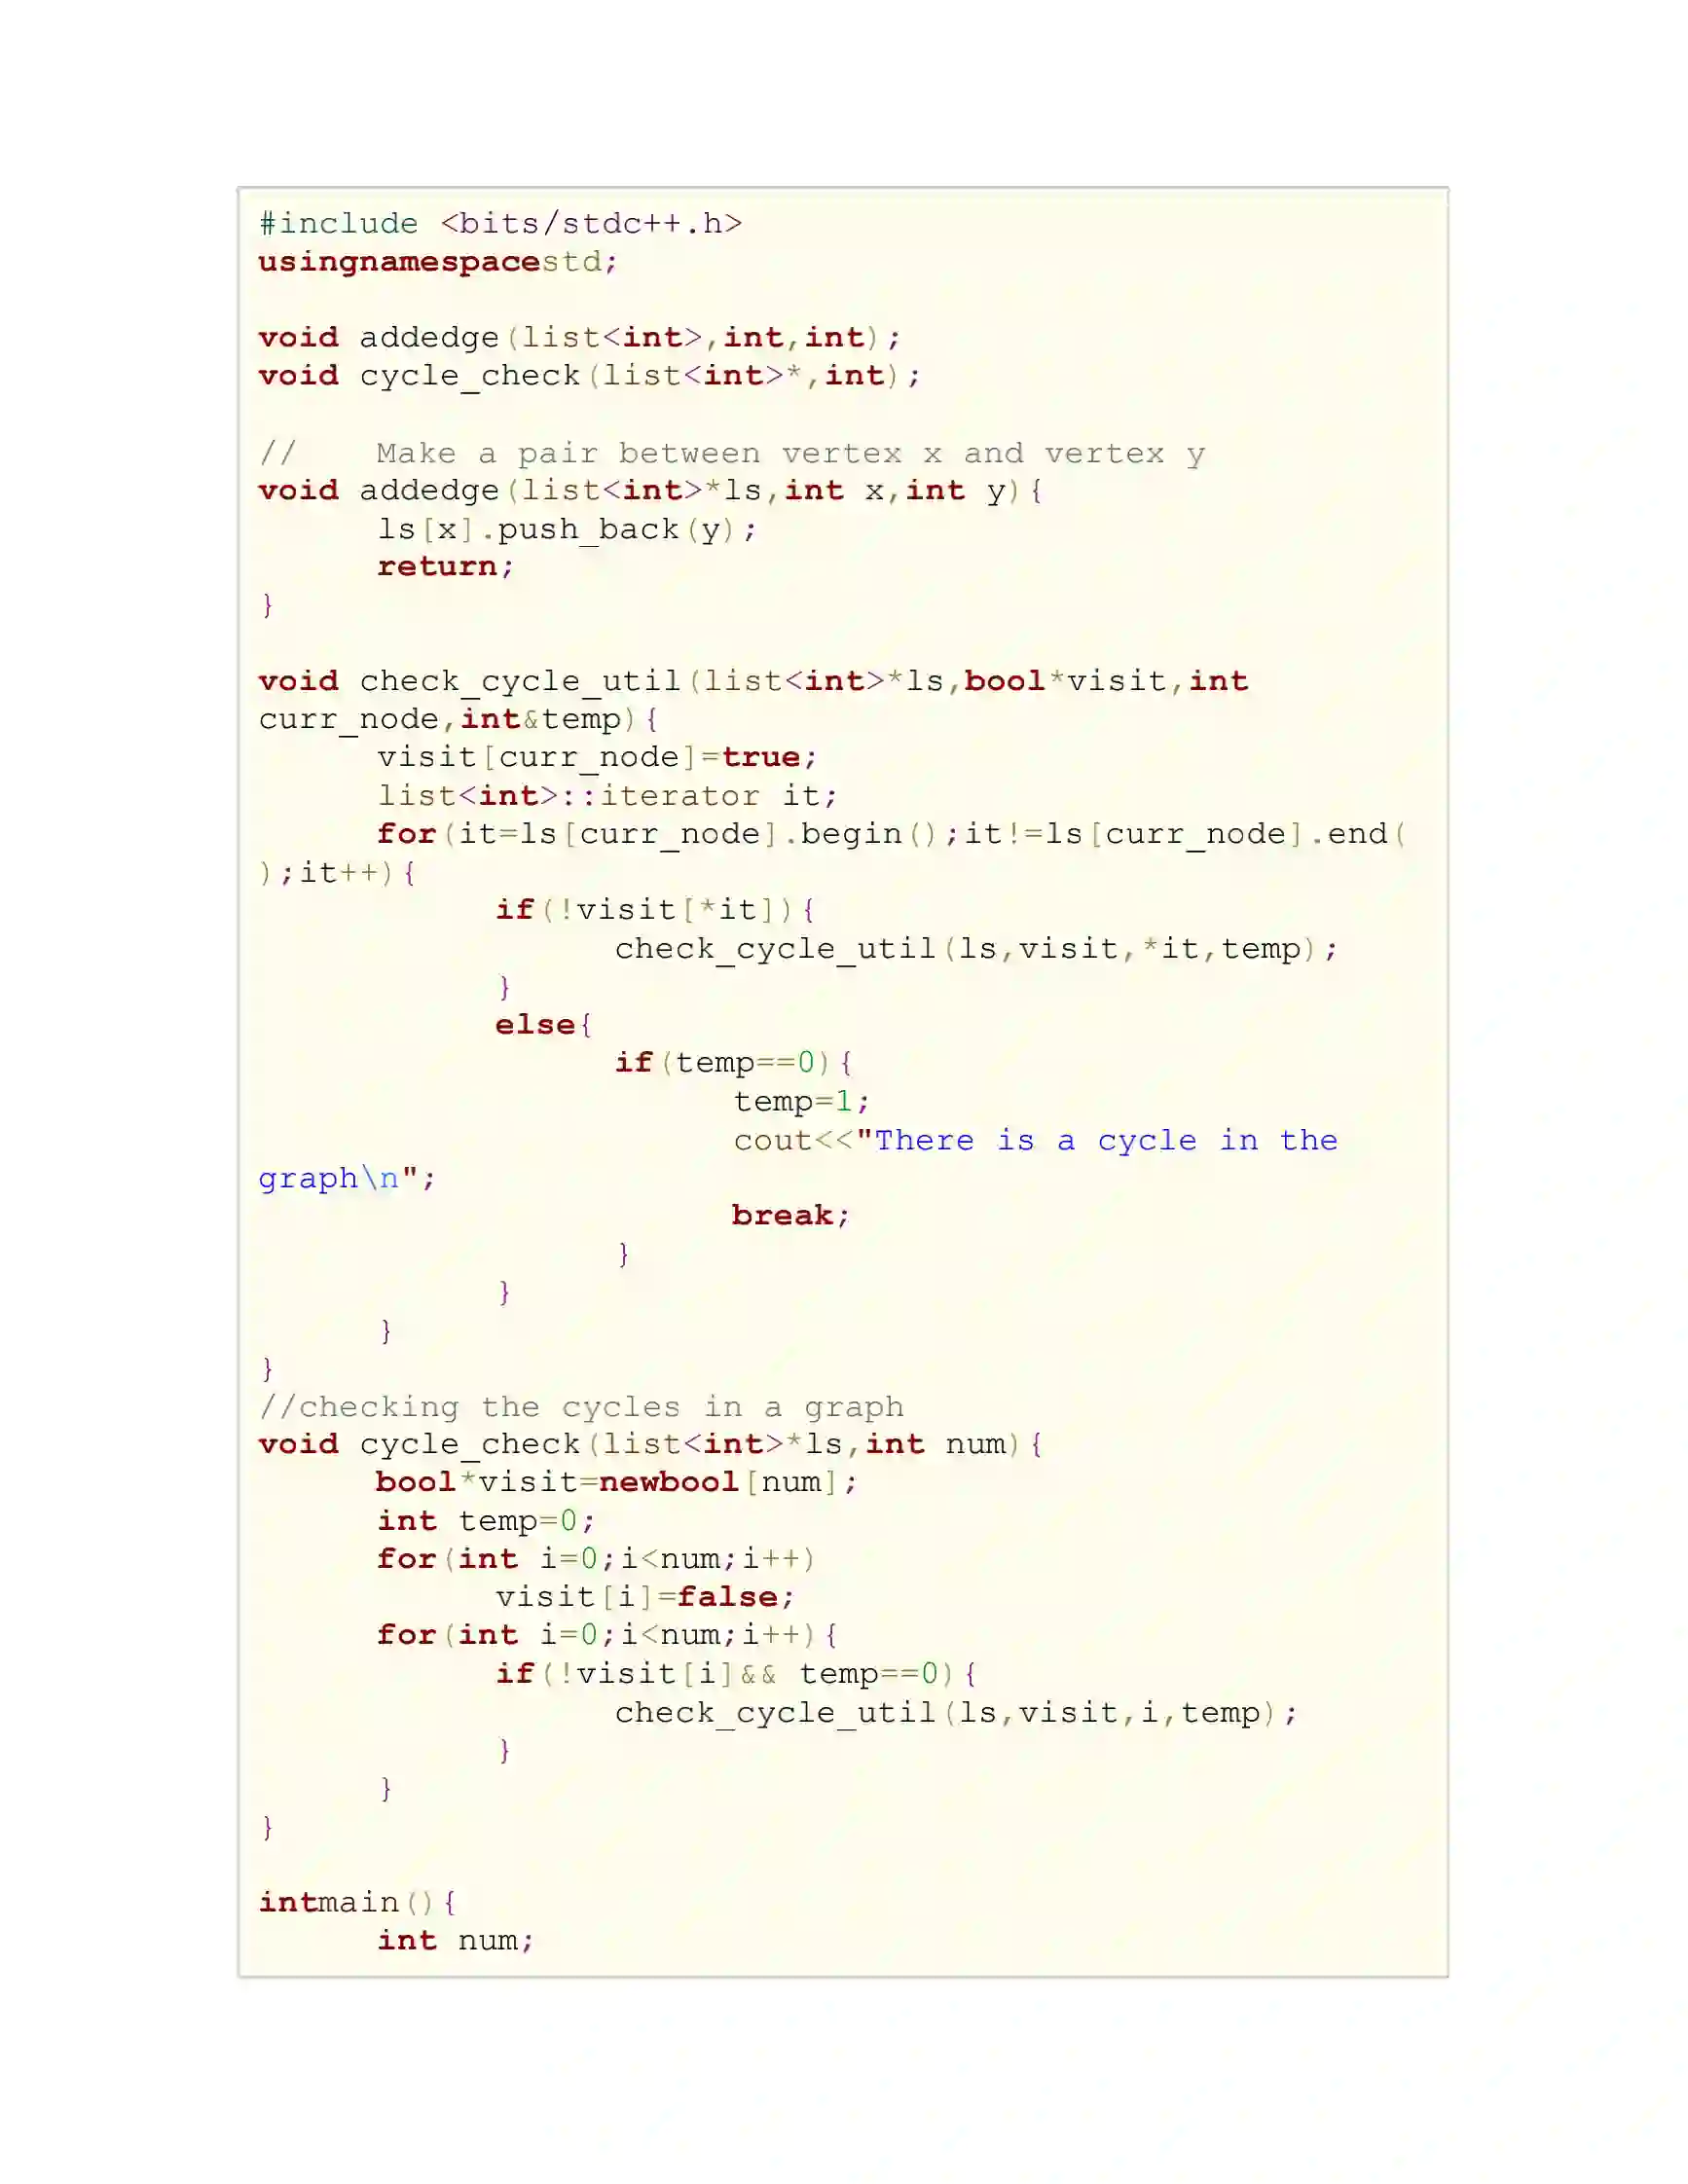 #include <bits/stdc++.h>
usingnamespacestd;
void addedge(list<int>,int,int);
void cycle_check(list<int>*,int);
//    Make a pair between vertex x and vertex y
void addedge(list<int>*ls,int x,int y){
      ls[x].push_back(y);
      return;
}
void check_cycle_util(list<int>*ls,bool*visit,int
curr_node,int&temp){
      visit[curr_node]=true;
      list<int>::iterator it;
      for(it=ls[curr_node].begin();it!=ls[curr_node].end(
);it++){
            if(!visit[*it]){
                  check_cycle_util(ls,visit,*it,temp);
            }
            else{
                  if(temp==0){
                        temp=1;
                        cout<<"There is a cycle in the
graph\n";
                        break;
                  }
            }
      }
}
//checking the cycles in a graph
void cycle_check(list<int>*ls,int num){
      bool*visit=newbool[num];
      int temp=0;
      for(int i=0;i<num;i++)
            visit[i]=false;
      for(int i=0;i<num;i++){
            if(!visit[i]&& temp==0){
                  check_cycle_util(ls,visit,i,temp);
            }
      }
}
intmain(){
      int num;